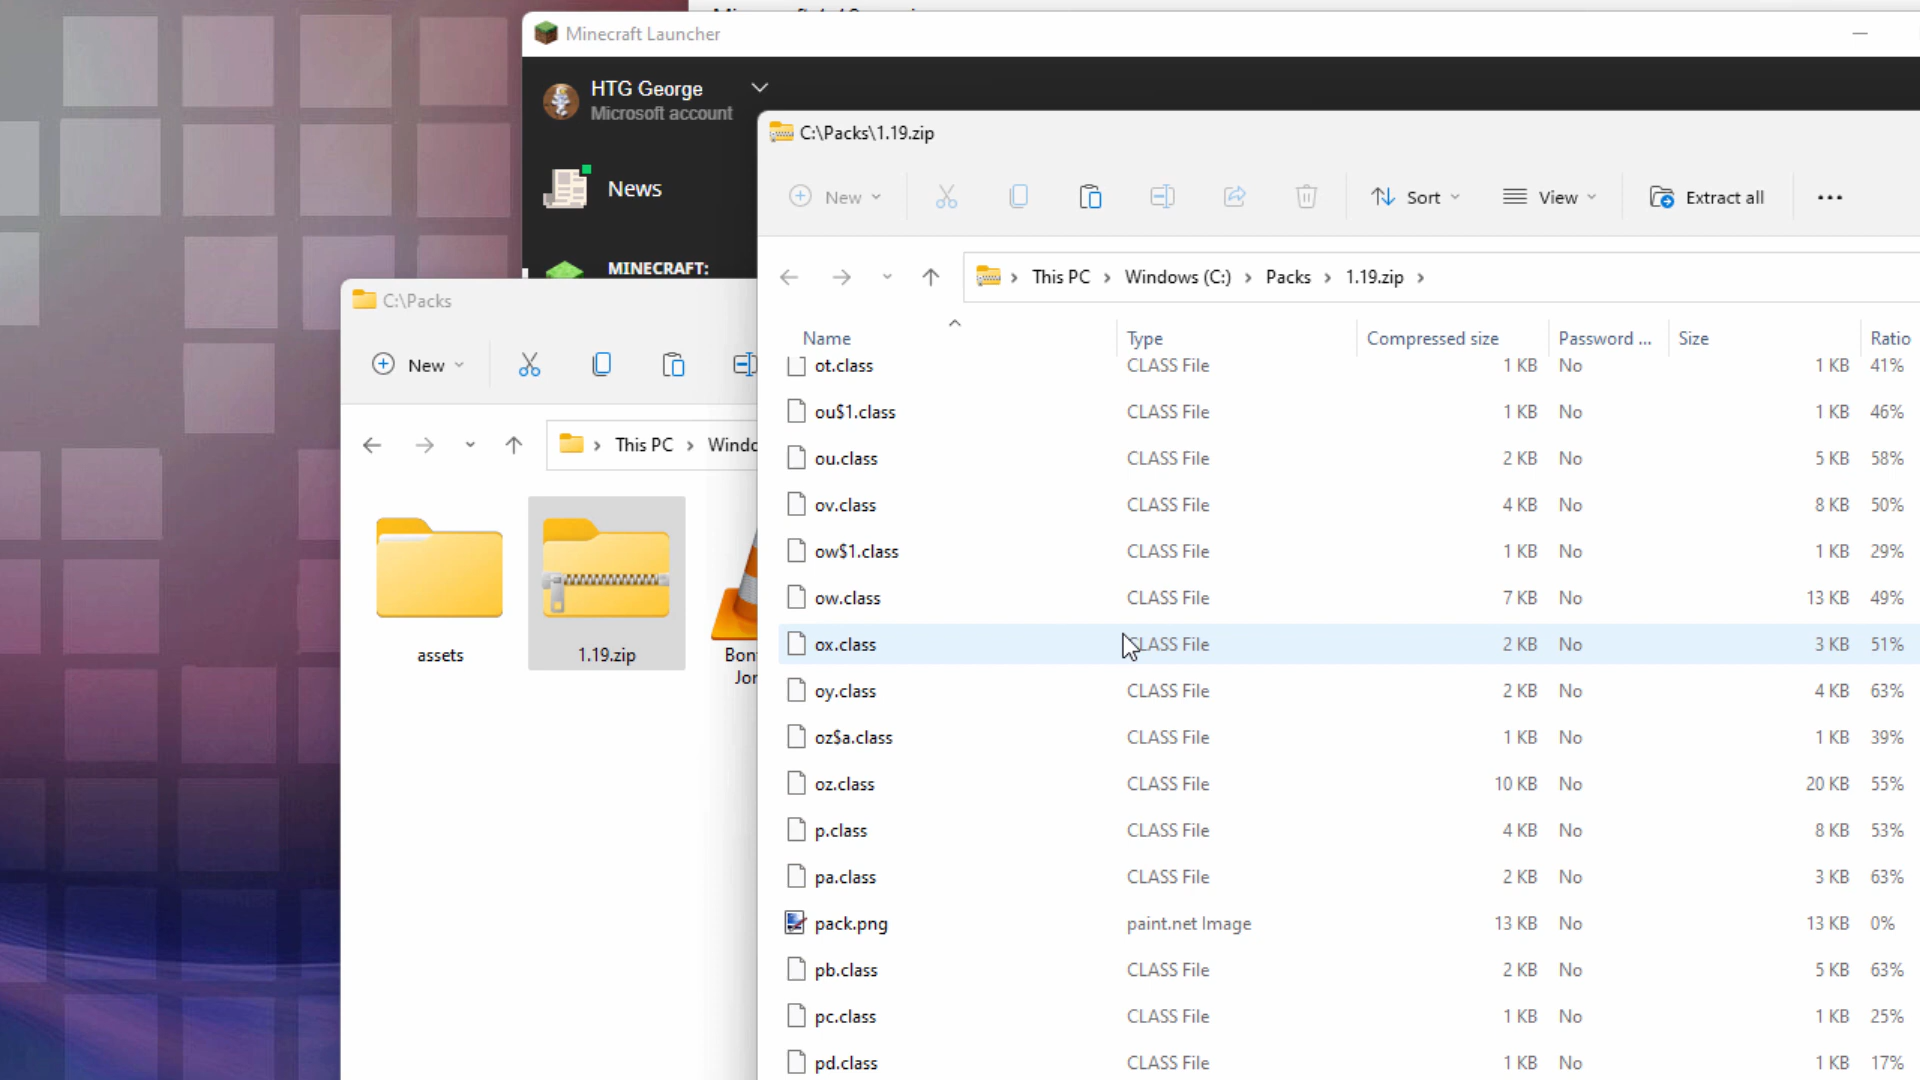 Minecraft Launcher
HTG George
Microsoft account
News
MINECRAFT:
C:\Packs
New
This PC
assets
1.19.zip
C:\Packs\1.19.zip
New
Sort
View
Extract all
This PC > Windows (C:) > Packs > 1.19.zip >
Name Type Compressed size Password ... Size Ratio
ot.class CLASS File 1 KB No 1 KB 41%
ou$1.class CLASS File 1 KB No 1 KB 46%
ou.class CLASS File 2 KB No 5 KB 58%
ov.class CLASS File 4 KB No 8 KB 50%
ow$1.class CLASS File 1 KB No 1 KB 29%
ow.class CLASS File 7 KB No 13 KB 49%
ox.class CLASS File 2 KB No 3 KB 51%
oy.class CLASS File 2 KB No 4 KB 63%
oz$a.class CLASS File 1 KB No 1 KB 39%
oz.class CLASS File 10 KB No 20 KB 55%
p.class CLASS File 4 KB No 8 KB 53%
pa.class CLASS File 2 KB No 3 KB 63%
pack.png paint.net Image 13 KB No 13 KB 0%
pb.class CLASS File 2 KB No 5 KB 63%
pc.class CLASS File 1 KB No 1 KB 25%
pd.class CLASS File 1 KB No 1 KB 17%